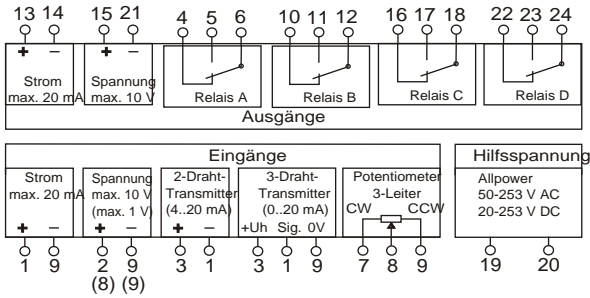 13 14 15 21 4 5 6 10 11 12 16 17 18 22 23 24
+ − + −
Strom
max. 20 mA
Spannung
max. 10 V
Relais A
Relais B
Relais C
Relais D
Ausgänge
Eingänge
Hilfsspannung
Strom
max. 20 mA
+ −
Spannung
max. 10 V
(max. 1 V)
+ −
2-Draht-
Transmitter
(4..20 mA)
+ −
3-Draht-
Transmitter
(0..20 mA)
+Uh Sig. 0V
Potentiometer
3-Leiter
CW CCW
Allpower
50-253 V AC
20-253 V DC
1 9 2 9 3 1 3 1 9 7 8 9 19 20
(8) (9)